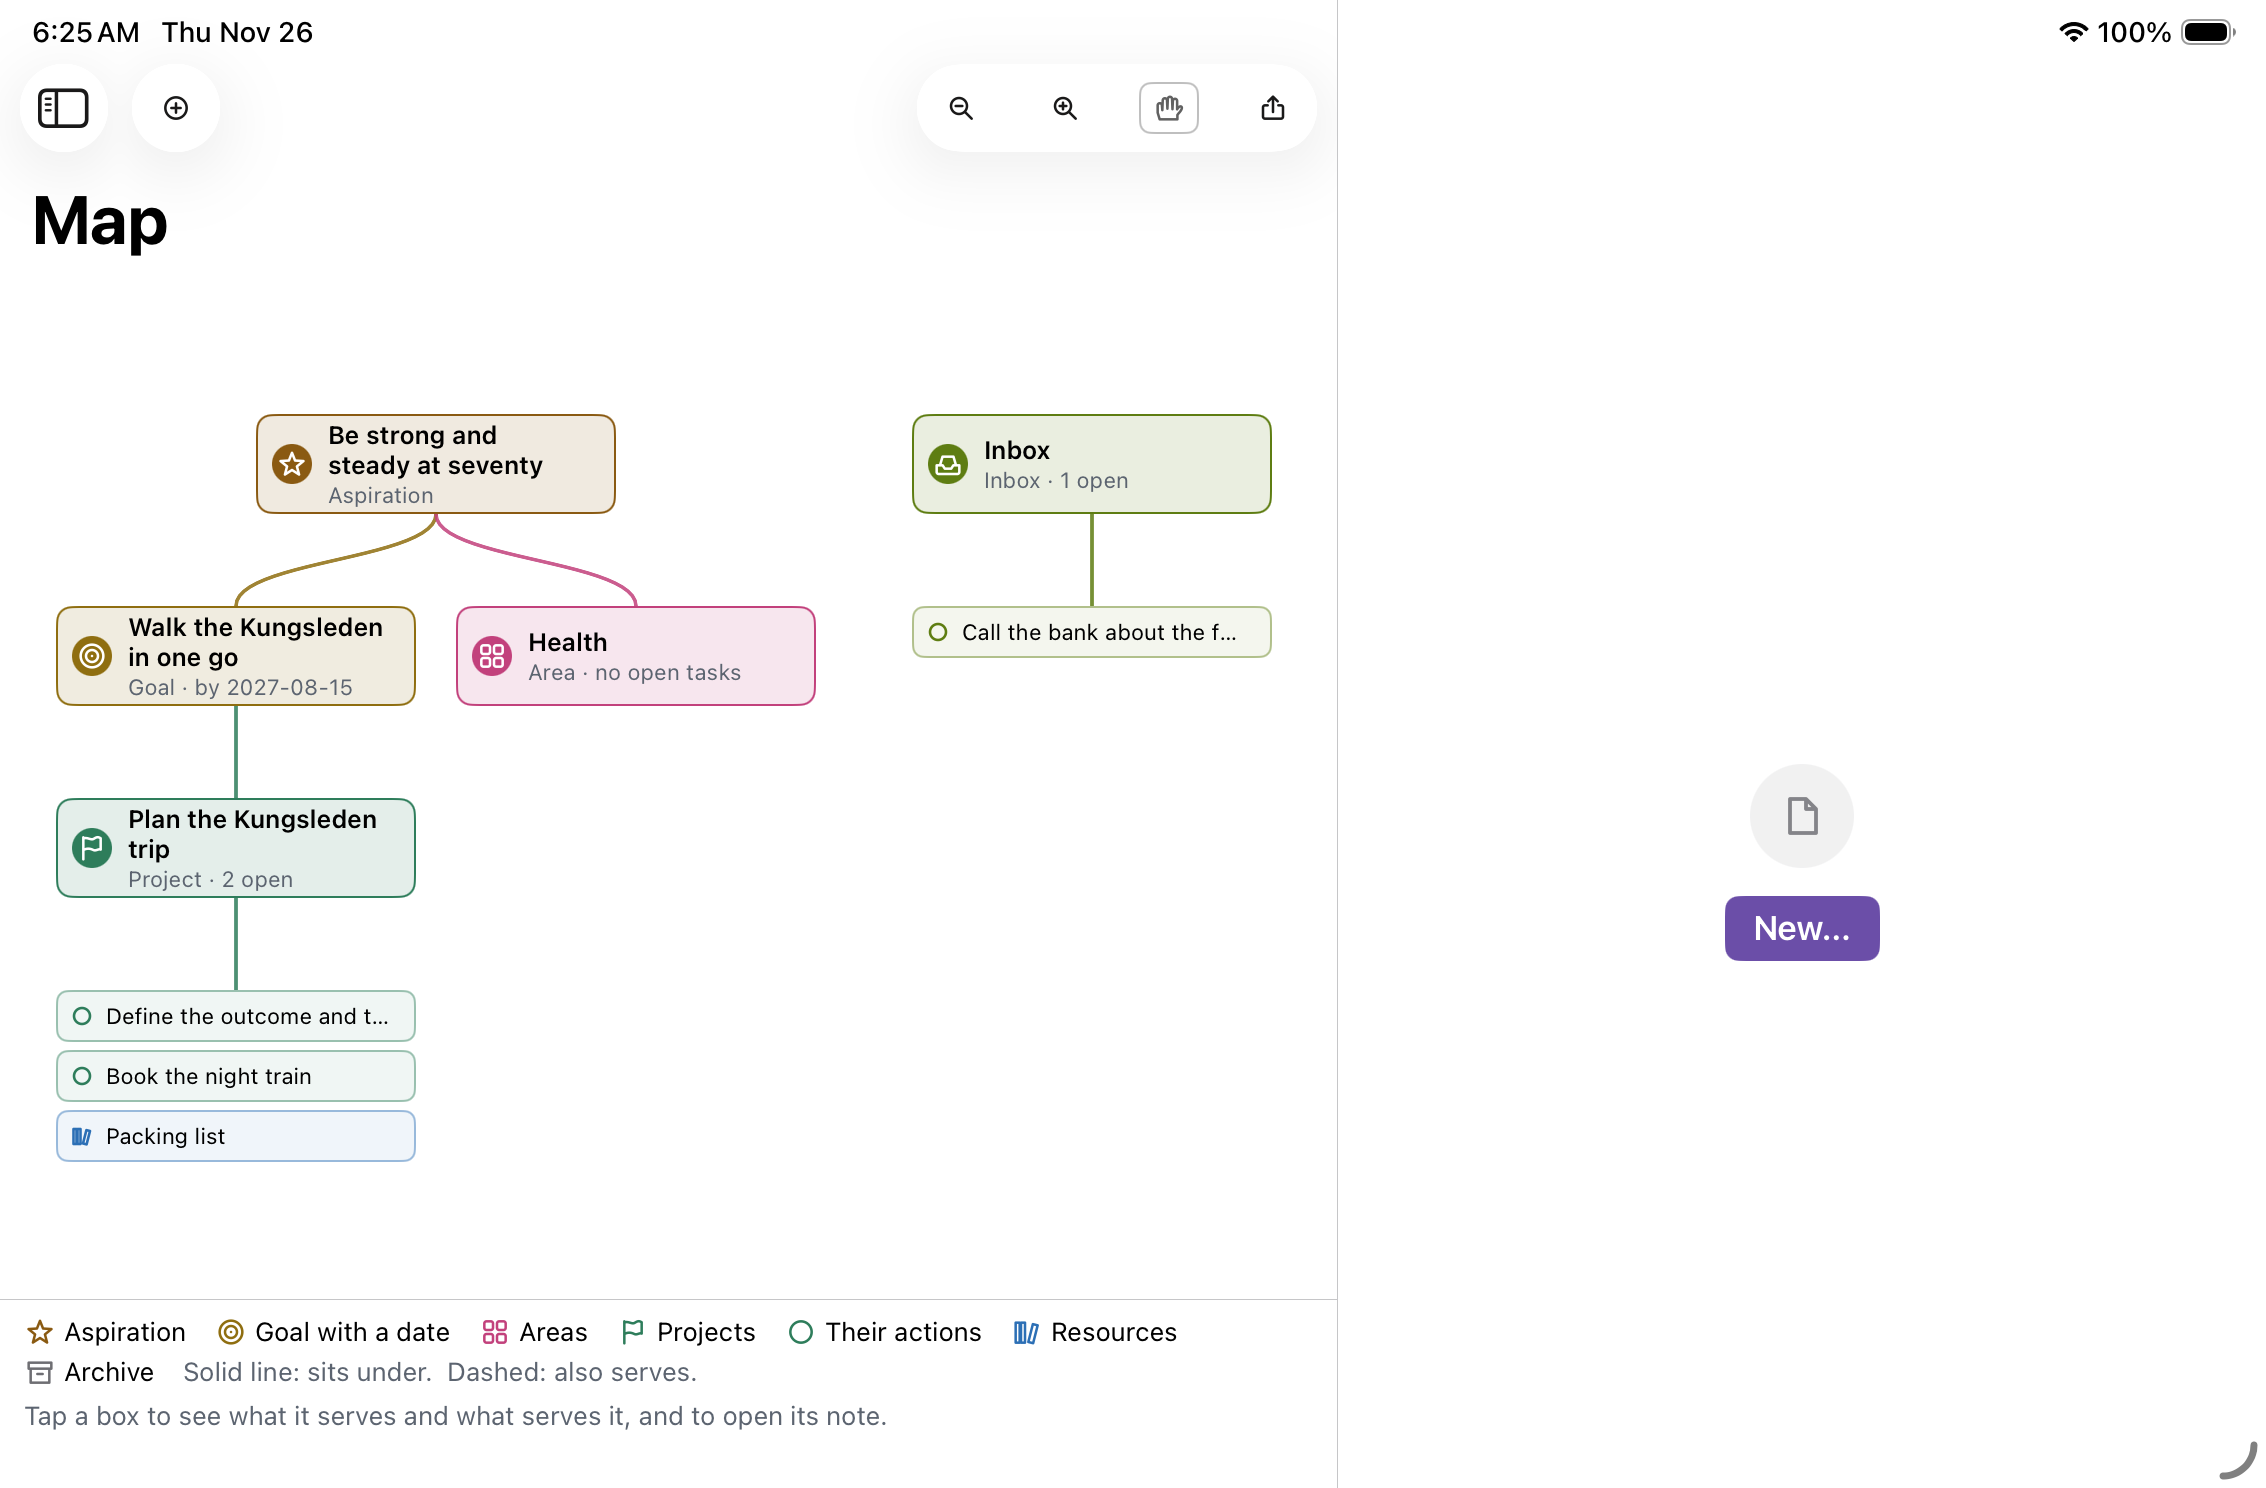 6:25 AM Thu Nov 26
100%
Map
Be strong and
steady at seventy
Aspiration
Inbox
Inbox · 1 open
Walk the Kungsleden
in one go
Goal · by 2027-08-15
Health
Area · no open tasks
Call the bank about the f...
Plan the Kungsleden
trip
Project · 2 open
Define the outcome and t...
Book the night train
Packing list
New...
Aspiration Goal with a date Areas Projects Their actions Resources
Archive Solid line: sits under. Dashed: also serves.
Tap a box to see what it serves and what serves it, and to open its note.